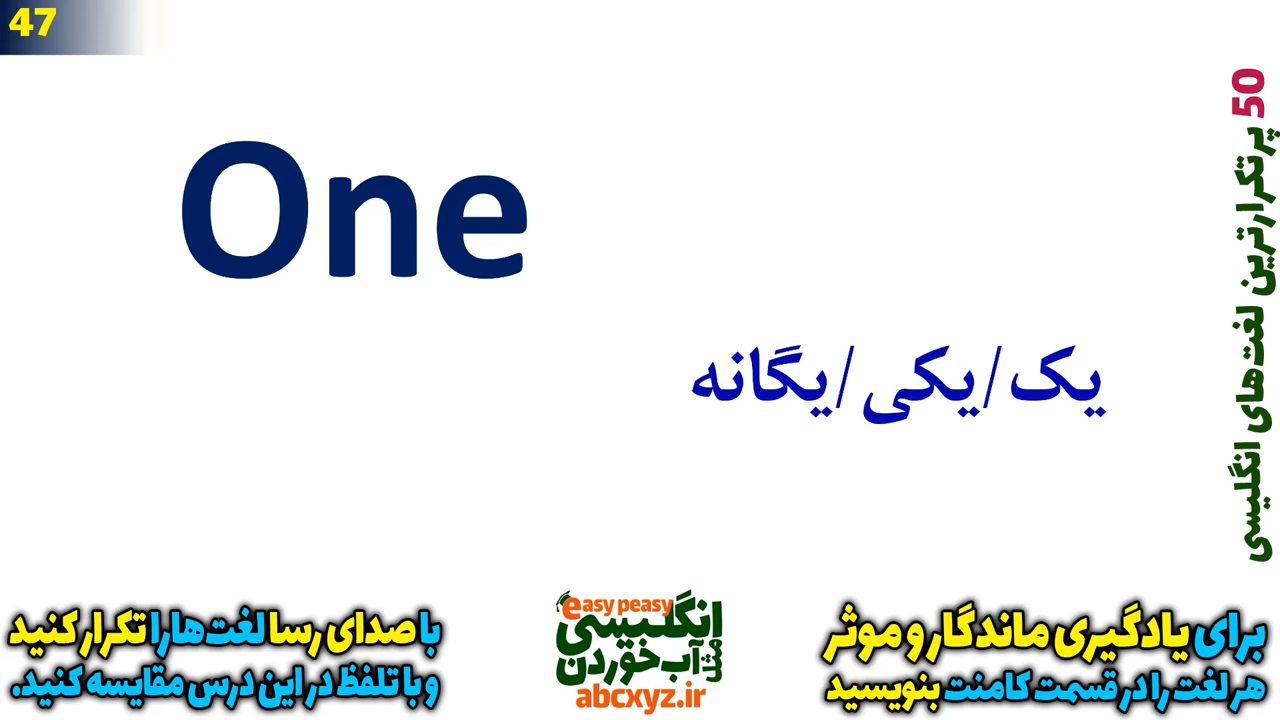 47
One
یک/یکی/یگانه
50 پرتکرارترین لغت‌های انگلیسی
برای یادگیری ماندگار و موثر
هر لغت را در قسمت کامنت بنویسید
easy peasy
انگلیسی
مثل آب خوردن
abcxyz.ir
با صدای رسا لغت‌ها را تکرار کنید
و با تلفظ در این درس مقایسه کنید.